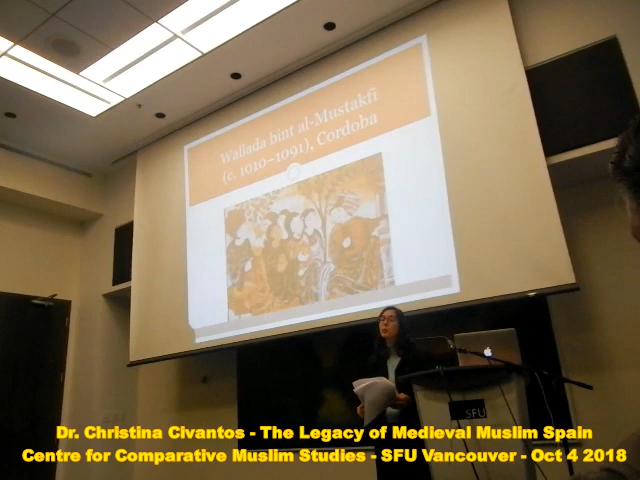 Wallada bint al-Mustakfi
(c. 1010–1091), Cordoba
SFU
Dr. Christina Civantos - The Legacy of Medieval Muslim Spain
Centre for Comparative Muslim Studies - SFU Vancouver - Oct 4 2018